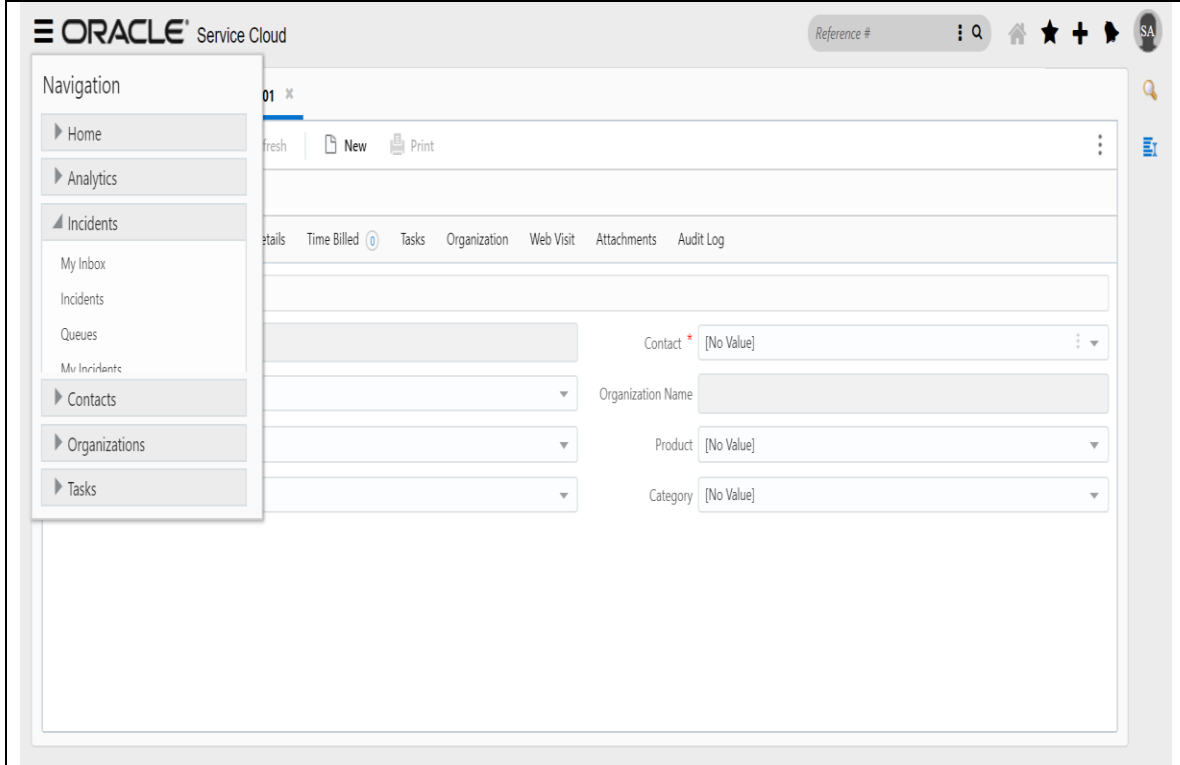 ORACLE Service Cloud Reference # SA
Navigation
01
Home
fresh New Print
Analytics
Incidents
etails Time Billed 0 Tasks Organization Web Visit Attachments Audit Log
My Inbox
Incidents
Queues
Contact * [No Value]
My Incidents
Contacts Organization Name
Organizations Product [No Value]
Tasks Category [No Value]